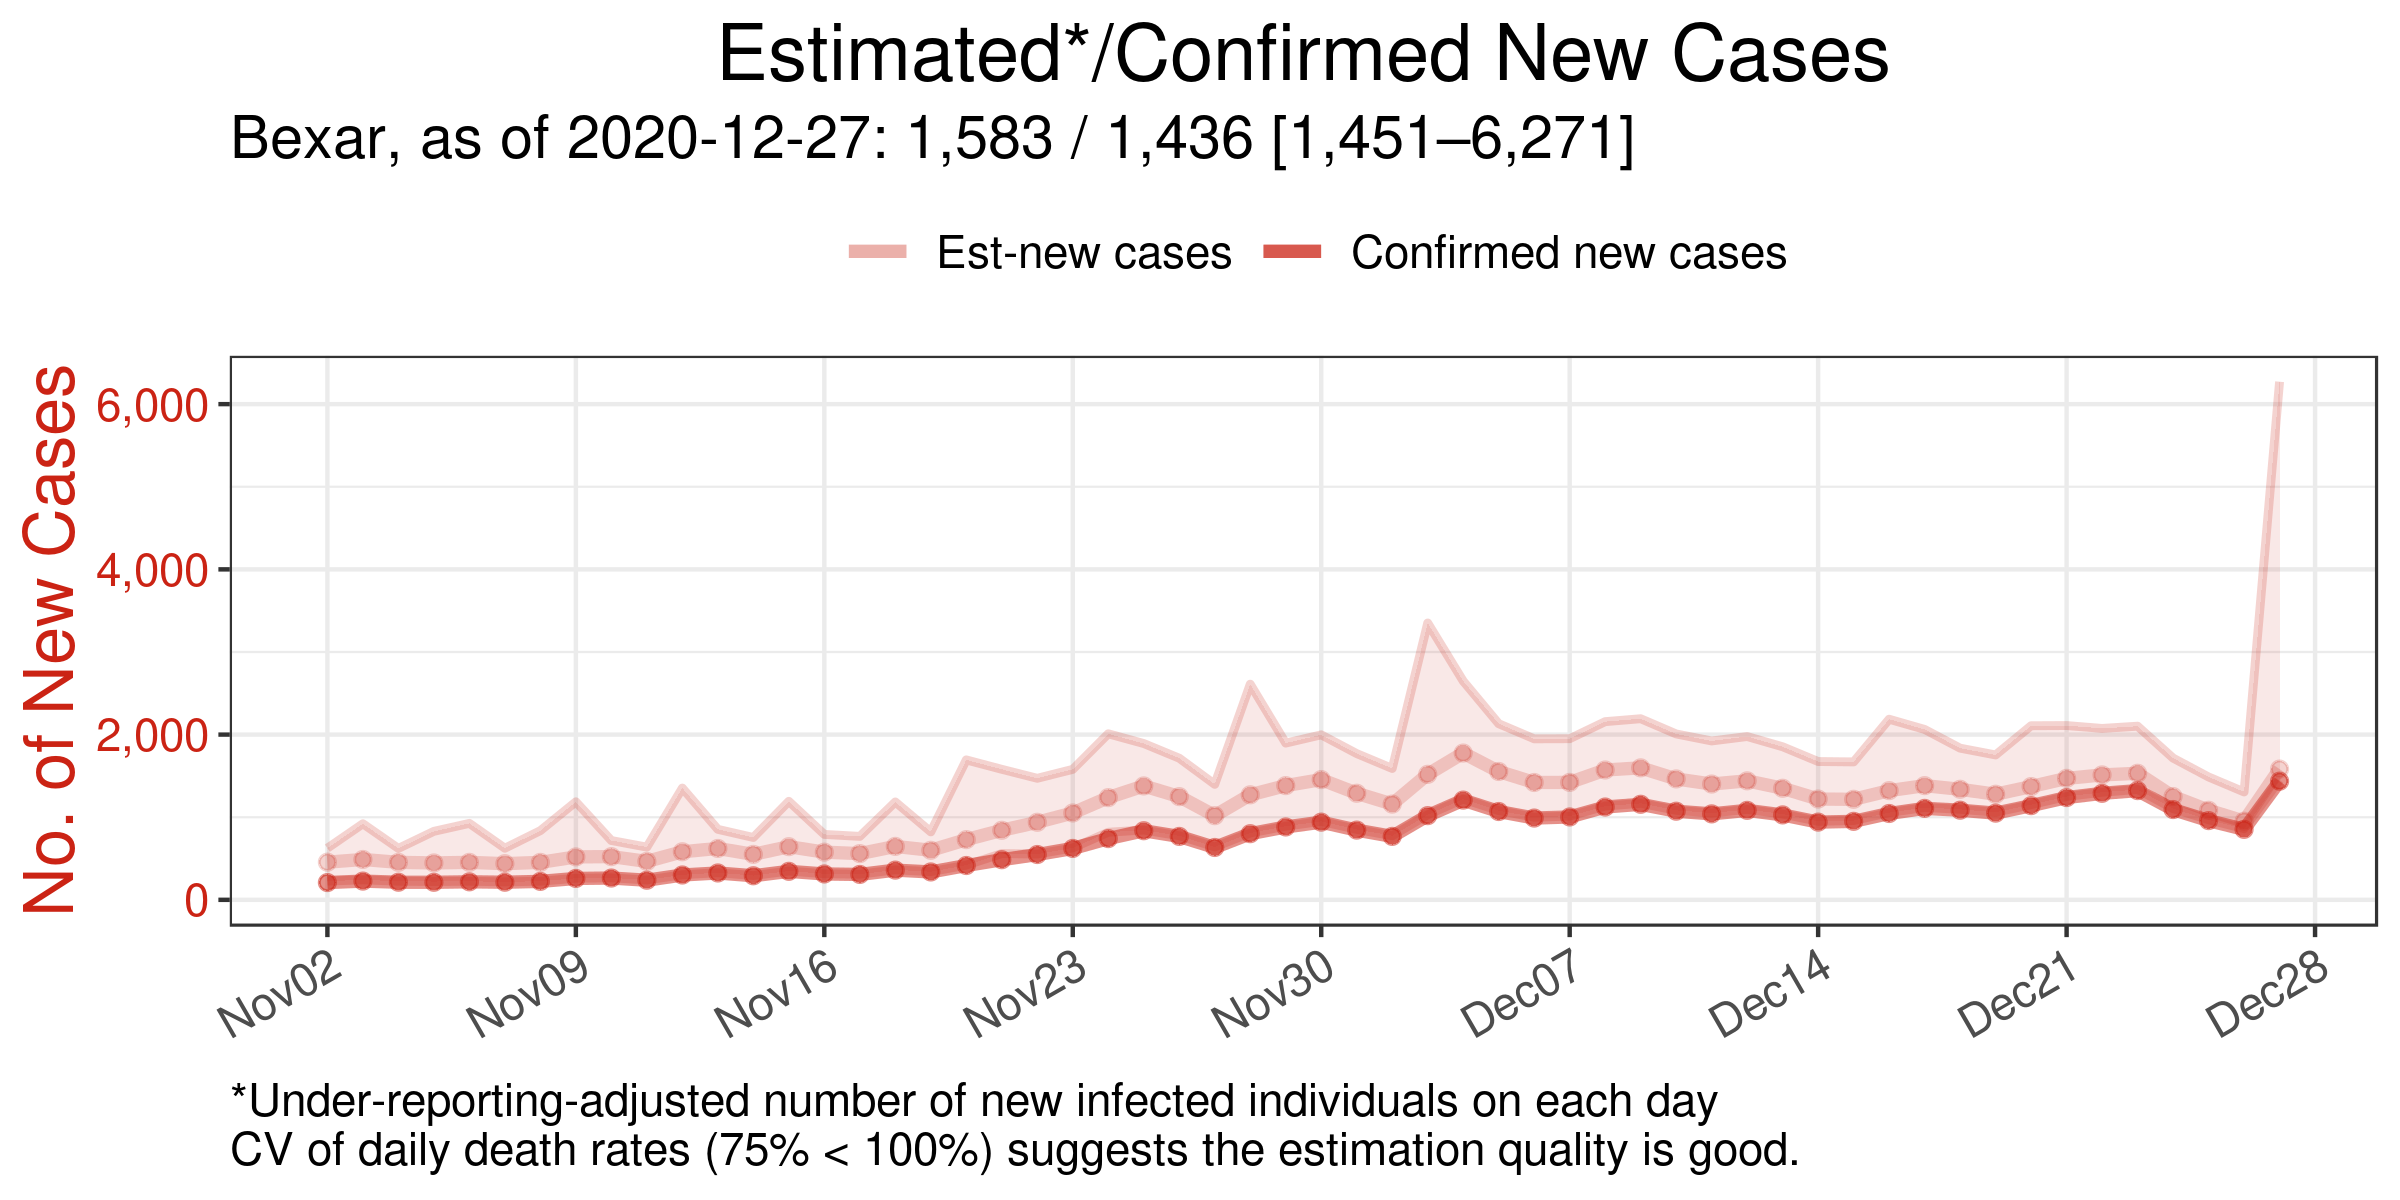 Estimated*/Confirmed New Cases
Bexar, as of 2020-12-27: 1,583 / 1,436 [1,451–6,271]
Est-new cases
Confirmed new cases
No. of New Cases
6,000
4,000
2,000
0
Nov02
Nov09
Nov16
Nov23
Nov30
Dec07
Dec14
Dec21
Dec28
*Under-reporting-adjusted number of new infected individuals on each day
CV of daily death rates (75% < 100%) suggests the estimation quality is good.